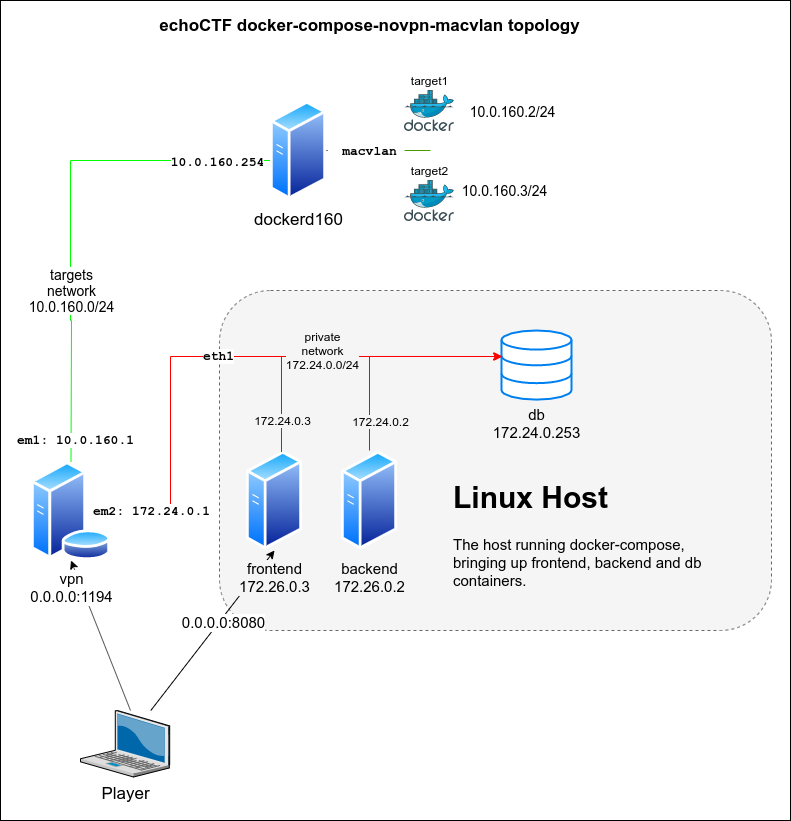 echoCTF docker-compose-novpn-macvlan topology
target1
docker
10.0.160.2/24
macvlan
10.0.160.254
target2
docker
10.0.160.3/24
dockerd160
targets
network
10.0.160.0/24
private
network
172.24.0.0/24
eth1
172.24.0.3
172.24.0.2
db
172.24.0.253
em1: 10.0.160.1
em2: 172.24.0.1
Linux Host
The host running docker-compose,
bringing up frontend, backend and db
containers.
vpn
0.0.0.0:1194
frontend
172.26.0.3
backend
172.26.0.2
0.0.0.0:8080
Player